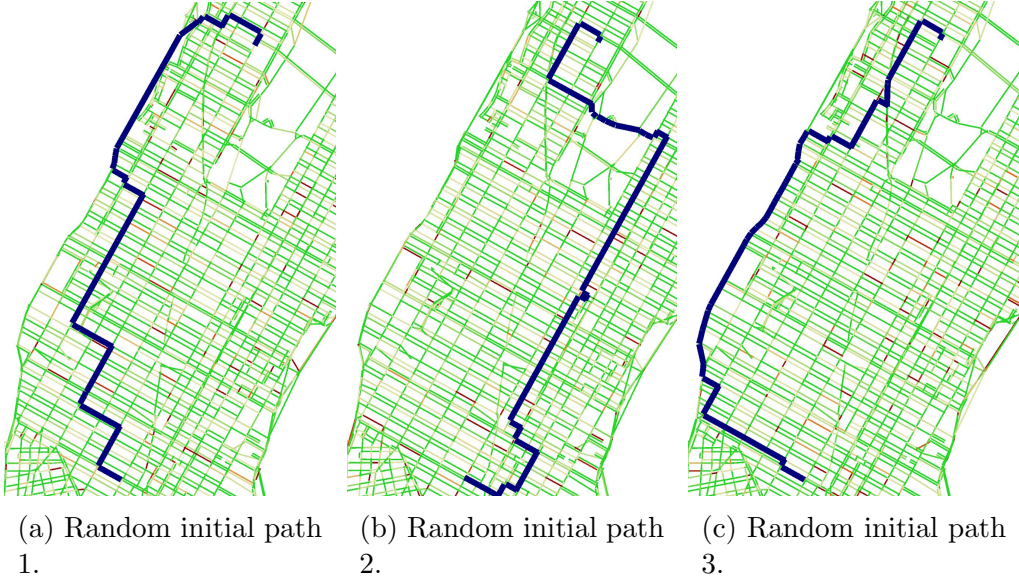 (a) Random initial path
1.
(b) Random initial path
2.
(c) Random initial path
3.